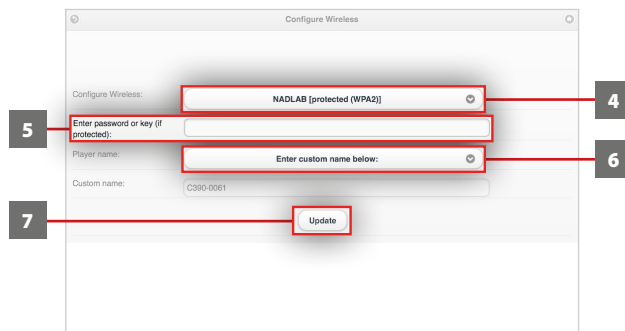 Configure Wireless
Configure Wireless:
NADLAB [protected (WPA2)]
4
5
Enter password or key (if
protected):
Player name:
Enter custom name below:
6
Custom name:
C390-0061
7
Update